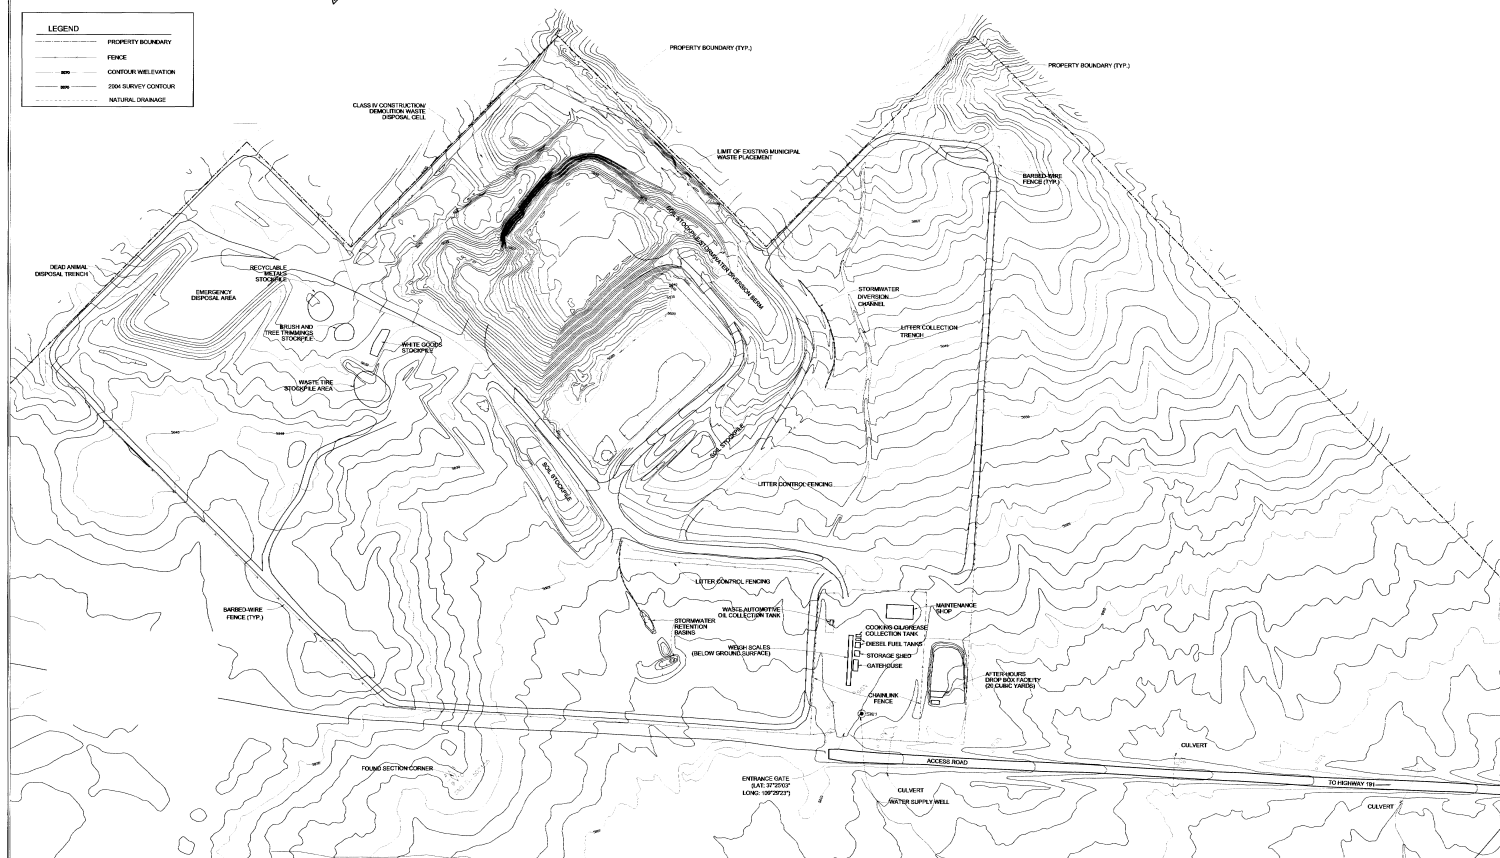 LEGEND
PROPERTY BOUNDARY
FENCE
CONTOUR W/ELEVATION
2004 SURVEY CONTOUR
NATURAL DRAINAGE
PROPERTY BOUNDARY (TYP.)
PROPERTY BOUNDARY (TYP.)
CLASS IV CONSTRUCTION/
DEMOLITION WASTE
DISPOSAL CELL
LIMIT OF EXISTING MUNICIPAL
WASTE PLACEMENT
BARBED-WIRE
FENCE (TYP.)
SOIL STOCKPILE/STORMWATER DIVERSION BERM
DEAD ANIMAL
DISPOSAL TRENCH
RECYCLABLE
METALS
STOCKPILE
EMERGENCY
DISPOSAL AREA
STORMWATER
DIVERSION
CHANNEL
BRUSH AND
TREE TRIMMINGS
STOCKPILE
LITTER COLLECTION
TRENCH
WHITE GOODS
STOCKPILE
WASTE TIRE
STOCKPILE AREA
SOIL STOCKPILE
SOIL STOCKPILE
LITTER CONTROL FENCING
LITTER CONTROL FENCING
BARBED-WIRE
FENCE (TYP.)
WASTE AUTOMOTIVE
OIL COLLECTION TANK
MAINTENANCE
SHOP
STORMWATER
RETENTION
BASINS
COOKING OIL/GREASE
COLLECTION TANK
DIESEL FUEL TANKS
WEIGH SCALES
(BELOW GROUND SURFACE)
STORAGE SHED
GATEHOUSE
AFTER-HOURS
DROP BOX FACILITY
(20 CUBIC YARDS)
CHAINLINK
FENCE
CULVERT
ACCESS ROAD
FOUND SECTION CORNER
ENTRANCE GATE
TO HIGHWAY 191
CULVERT
WATER SUPPLY WELL
CULVERT